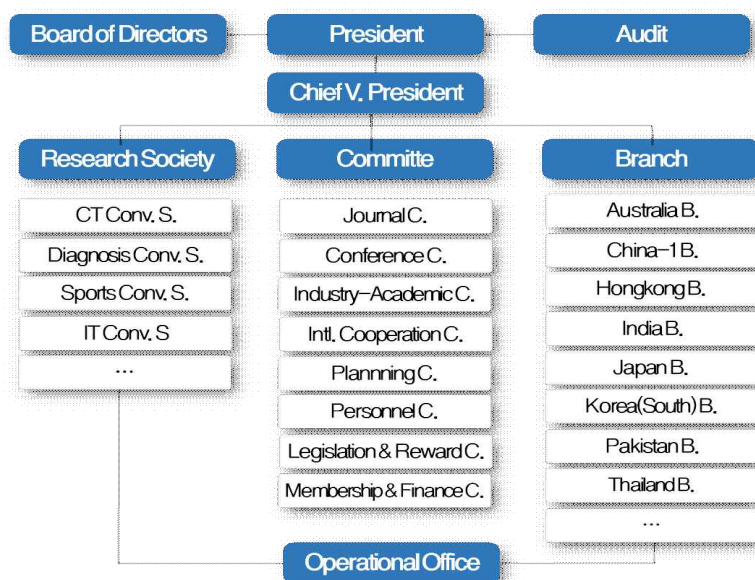 Board of Directors
President
Audit
Chief V. President
Research Society
Committe
Branch
CT Conv. S.
Diagnosis Conv. S.
Sports Conv. S.
IT Conv. S
...
Journal C.
Conference C.
Industry-Academic C.
Intl. Cooperation C.
Plannning C.
Personnel C.
Legislation & Reward C.
Membership & Finance C.
Australia B.
China-1 B.
Hongkong B.
India B.
Japan B.
Korea(South) B.
Pakistan B.
Thailand B.
...
Operational Office